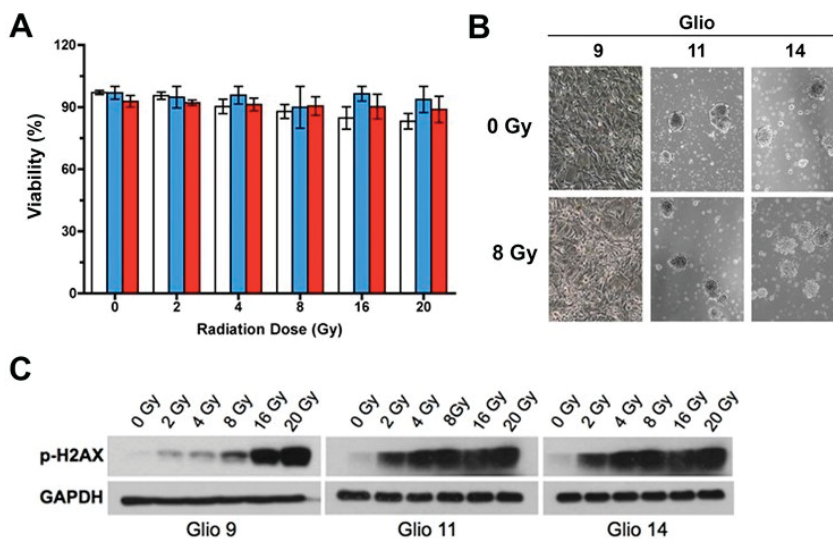 A
120
90
60
30
0
Viability (%)
0 2 4 8 16 20
Radiation Dose (Gy)
B
Glio
9 11 14
0 Gy
8 Gy
C
0 Gy 2 Gy 4 Gy 8 Gy 16 Gy 20 Gy 0 Gy 2 Gy 4 Gy 8Gy 16 Gy 20 Gy 0 Gy 2 Gy 4 Gy 8 Gy 16 Gy 20 Gy
p-H2AX
GAPDH
Glio 9 Glio 11 Glio 14